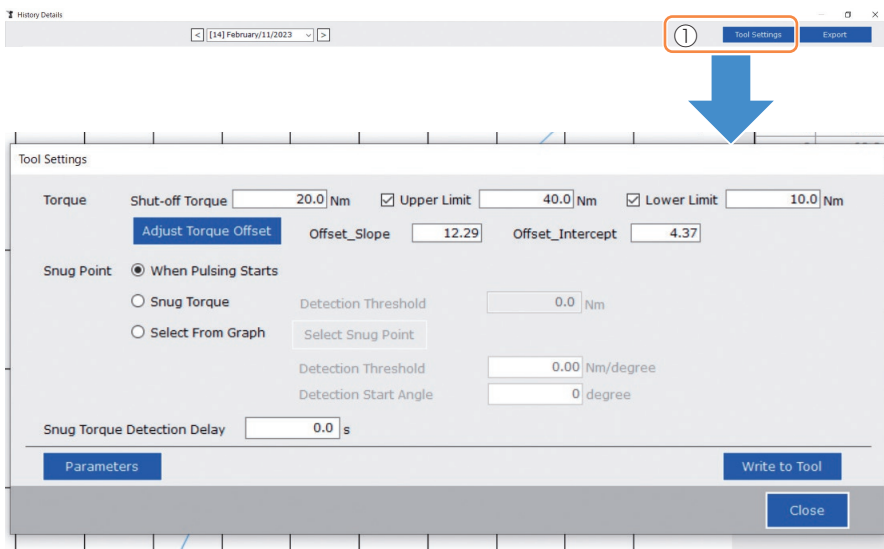 History Details
< [14] February/11/2023 >
① Tool Settings Export
Tool Settings
Torque Shut-off Torque 20.0 Nm Upper Limit 40.0 Nm Lower Limit 10.0 Nm
Adjust Torque Offset Offset_Slope 12.29 Offset_Intercept 4.37
Snug Point When Pulsing Starts
Snug Torque Detection Threshold 0.0 Nm
Select From Graph Select Snug Point
Detection Threshold 0.00 Nm/degree
Detection Start Angle 0 degree
Snug Torque Detection Delay 0.0 s
Parameters Write to Tool
Close